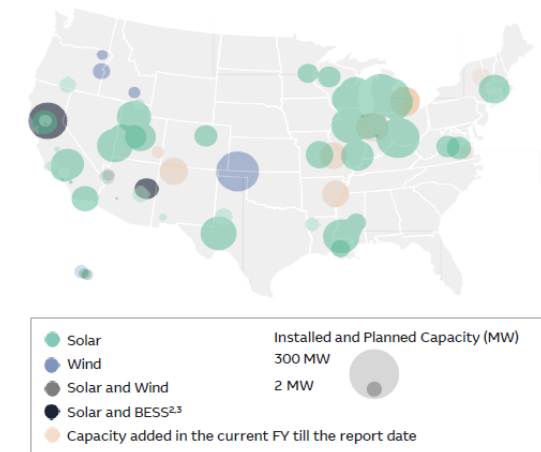 Solar
Wind
Solar and Wind
Solar and BESS²,³
Capacity added in the current FY till the report date
Installed and Planned Capacity (MW)
300 MW
2 MW